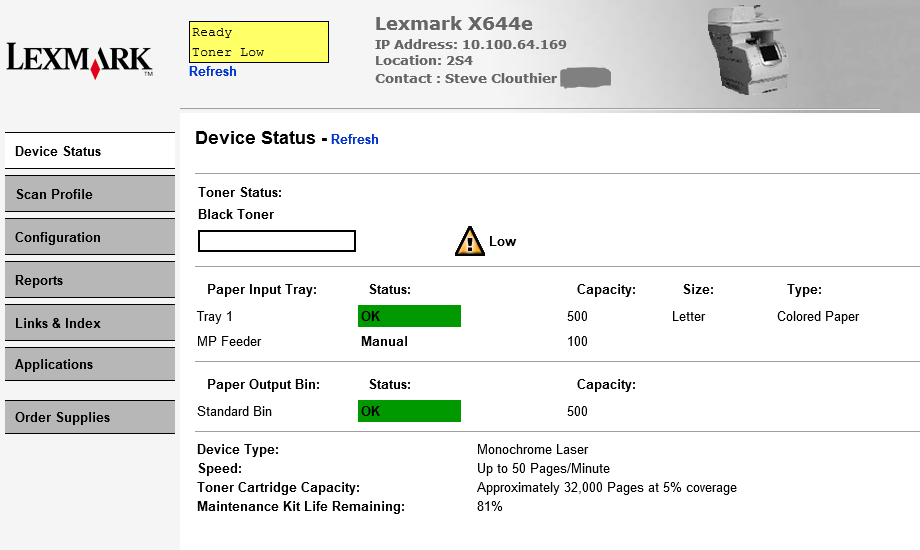 LEXMARK™
Ready
Toner Low
Refresh
Lexmark X644e
IP Address: 10.100.64.169
Location: 2S4
Contact : Steve Clouthier
Device Status
Scan Profile
Configuration
Reports
Links & Index
Applications
Order Supplies
Device Status - Refresh
Toner Status:
Black Toner
Low
Paper Input Tray: Status: Capacity: Size: Type:
Tray 1 OK 500 Letter Colored Paper
MP Feeder Manual 100
Paper Output Bin: Status: Capacity:
Standard Bin OK 500
Device Type: Monochrome Laser
Speed: Up to 50 Pages/Minute
Toner Cartridge Capacity: Approximately 32,000 Pages at 5% coverage
Maintenance Kit Life Remaining: 81%